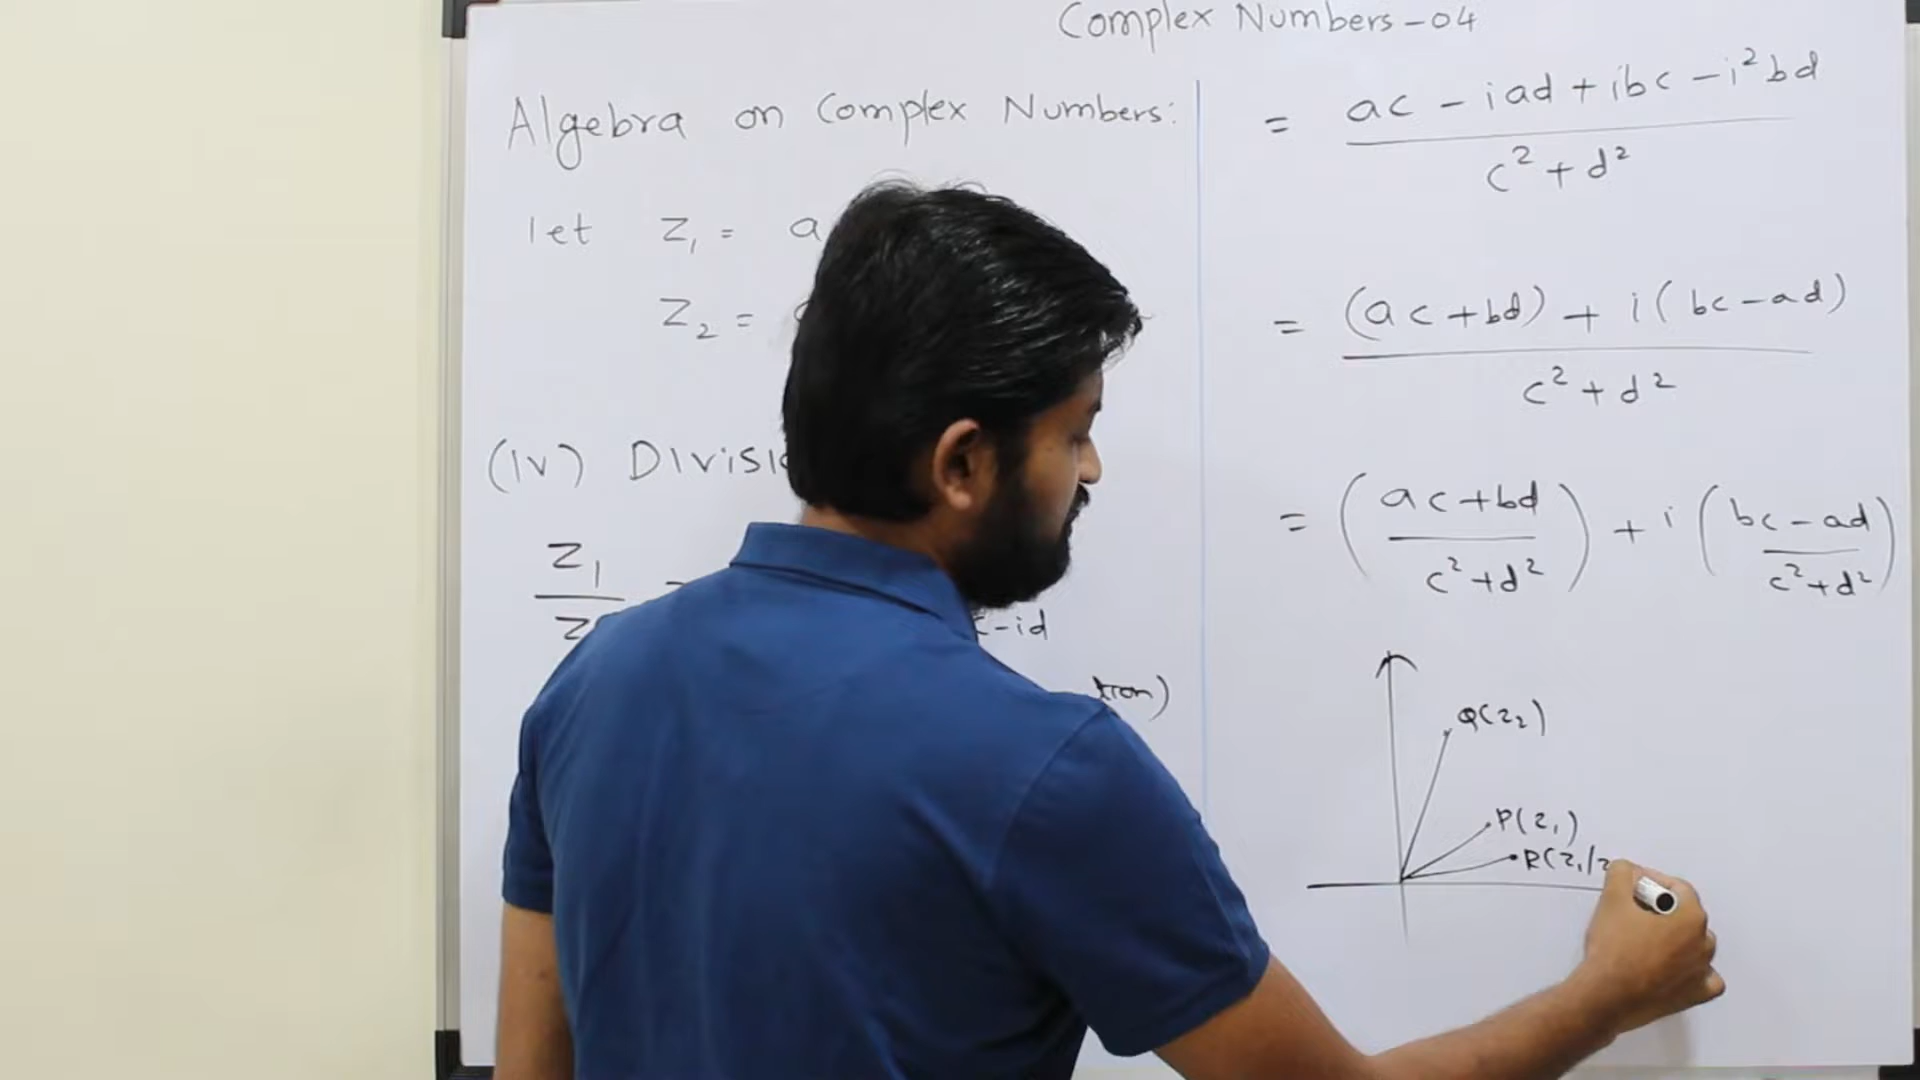 Complex Numbers - 04
Algebra on Complex Numbers:
let z₁ = a
z₂ =
(iv) Divisi
z₁
z
c - id
tion)
= ac - iad + ibc - i²bd
c² + d²
= (ac + bd) + i(bc - ad)
c² + d²
= (ac + bd / c² + d²) + i (bc - ad / c² + d²)
Q(z₂)
P(z₁)
R(z₁/z